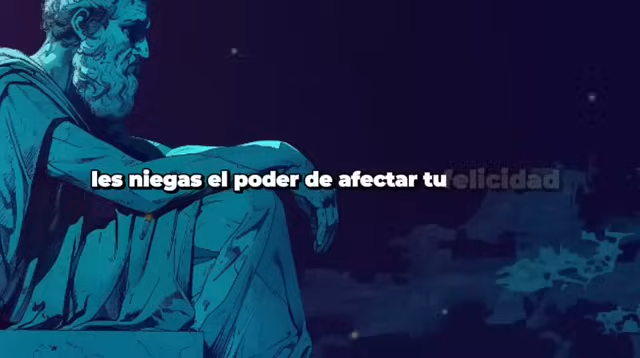 les niegas el poder de afectar tu felicidad